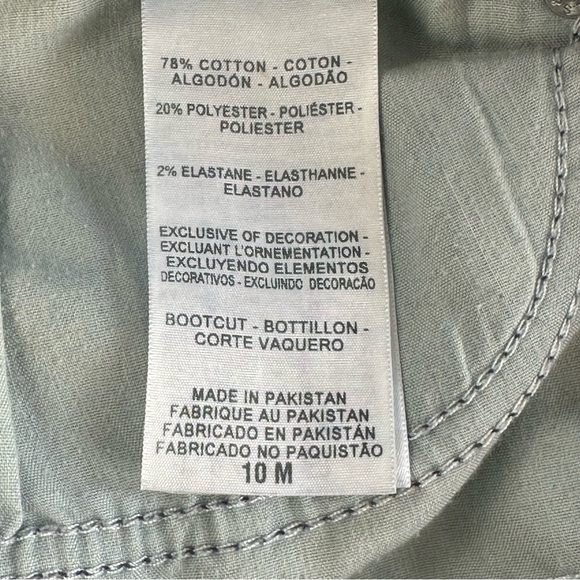 78% COTTON - COTON -
ALGODÓN - ALGODÃO
20% POLYESTER - POLIÉSTER -
POLIESTER
2% ELASTANE - ELASTHANNE -
ELASTANO
EXCLUSIVE OF DECORATION -
EXCLUANT L'ORNEMENTATION -
EXCLUYENDO ELEMENTOS
DECORATIVOS - EXCLUINDO DECORACÃO
BOOTCUT - BOTTILLON -
CORTE VAQUERO
MADE IN PAKISTAN
FABRIQUE AU PAKISTAN
FABRICADO EN PAKISTÁN
FABRICADO NO PAQUISTÃO
10 M